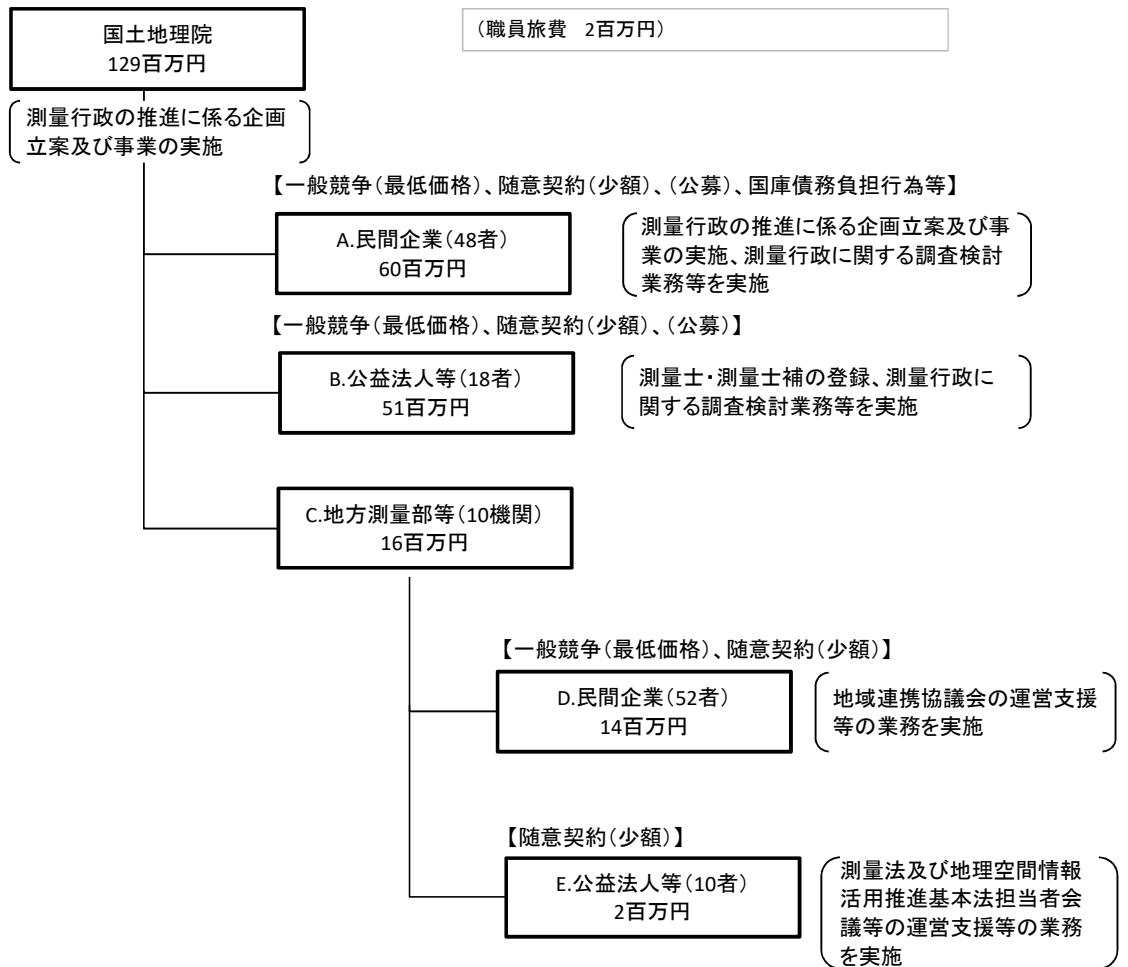 国土地理院
129百万円
(職員旅費 2百万円)
測量行政の推進に係る企画
立案及び事業の実施
【一般競争(最低価格)、随意契約(少額)、(公募)、国庫債務負担行為等】
A.民間企業(48者)
60百万円
測量行政の推進に係る企画立案及び事
業の実施、測量行政に関する調査検討
業務等を実施
【一般競争(最低価格)、随意契約(少額)、(公募)】
B.公益法人等(18者)
51百万円
測量士・測量士補の登録、測量行政に
関する調査検討業務等を実施
C.地方測量部等(10機関)
16百万円
【一般競争(最低価格)、随意契約(少額)】
D.民間企業(52者)
14百万円
地域連携協議会の運営支援
等の業務を実施
【随意契約(少額)】
E.公益法人等(10者)
2百万円
測量法及び地理空間情報
活用推進基本法担当者会
議等の運営支援等の業務
を実施